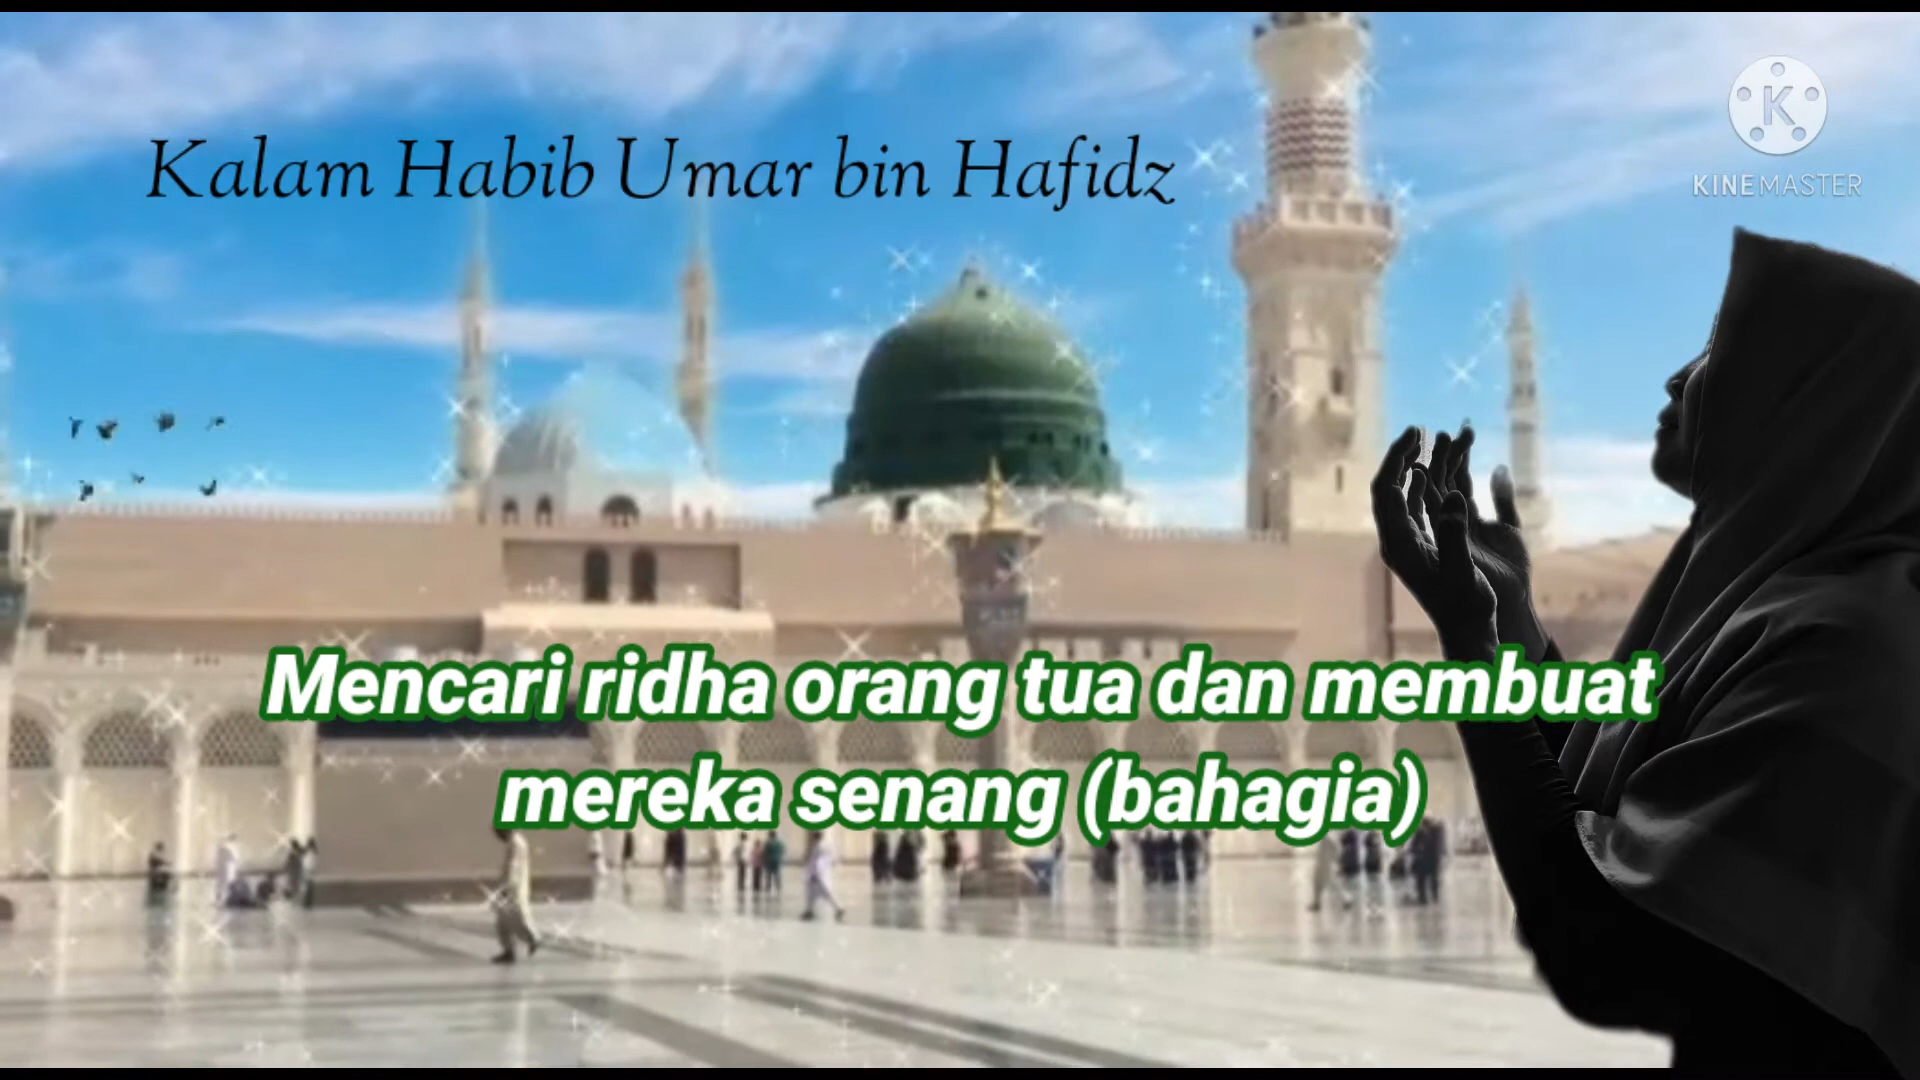 Kalam Habib Umar bin Hafidz
KINEMASTER
Mencari ridha orang tua dan membuat
mereka senang (bahagia)